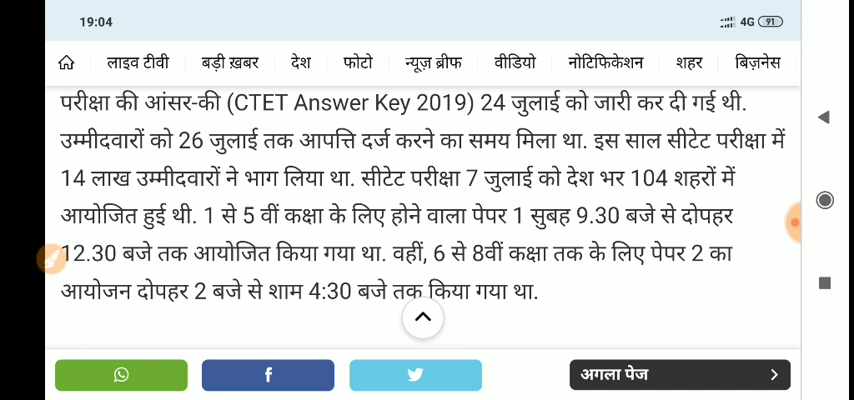 19:04 4G 91
लाइव टीवी बड़ी ख़बर देश फोटो न्यूज़ ब्रीफ वीडियो नोटिफिकेशन शहर बिज़नेस
परीक्षा की आंसर-की (CTET Answer Key 2019) 24 जुलाई को जारी कर दी गई थी.
उम्मीदवारों को 26 जुलाई तक आपत्ति दर्ज करने का समय मिला था. इस साल सीटेट परीक्षा में
14 लाख उम्मीदवारों ने भाग लिया था. सीटेट परीक्षा 7 जुलाई को देश भर 104 शहरों में
आयोजित हुई थी. 1 से 5 वीं कक्षा के लिए होने वाला पेपर 1 सुबह 9.30 बजे से दोपहर
12.30 बजे तक आयोजित किया गया था. वहीं, 6 से 8वीं कक्षा तक के लिए पेपर 2 का
आयोजन दोपहर 2 बजे से शाम 4:30 बजे तक किया गया था.
f अगला पेज